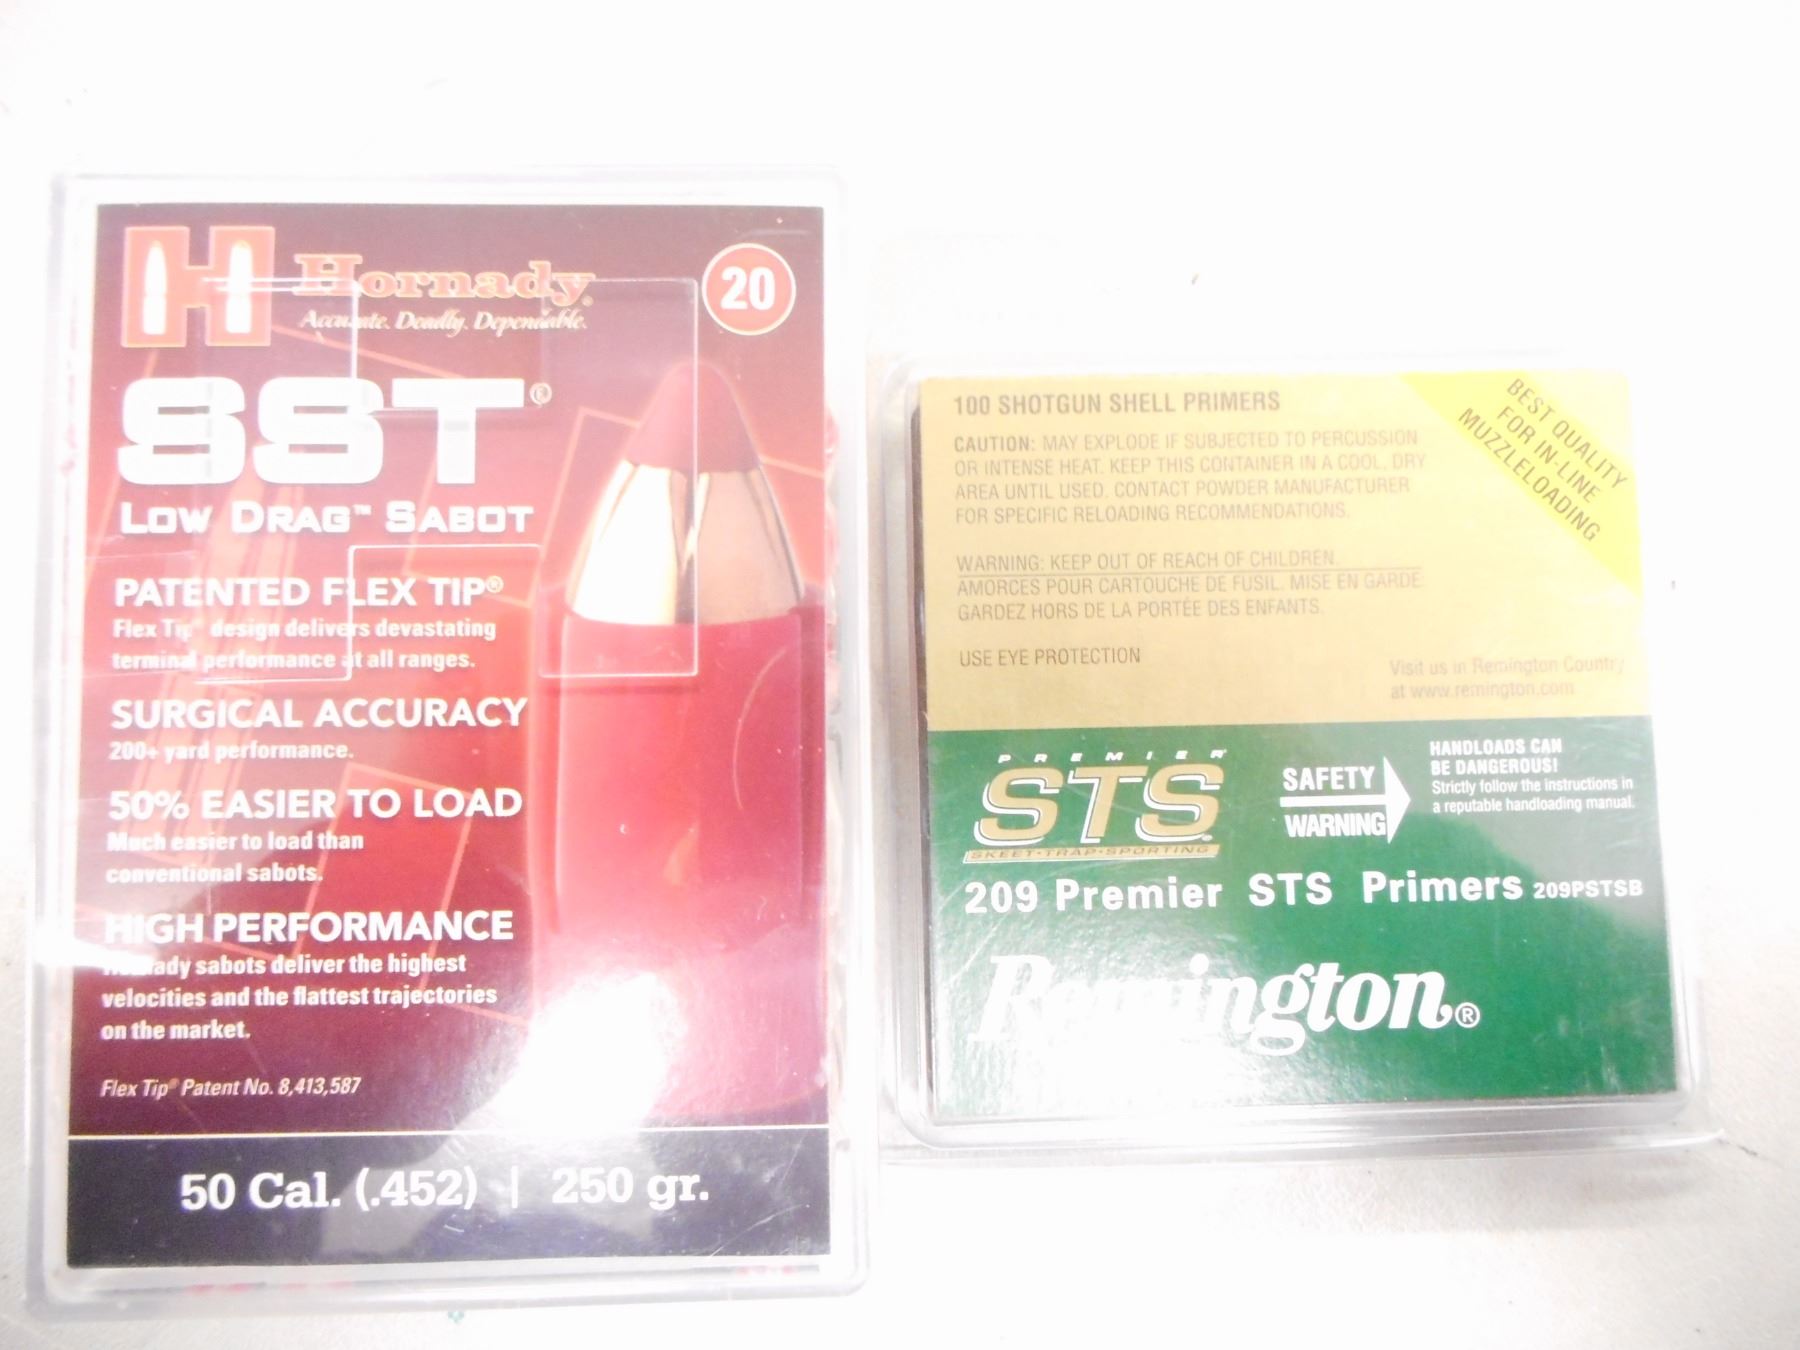 Hornady®
20
Accurate. Deadly. Dependable.
SST®
LOW DRAG™ SABOT
PATENTED FLEX TIP®
Flex Tip® design delivers devastating
terminal performance at all ranges.
SURGICAL ACCURACY
200+ yard performance.
50% EASIER TO LOAD
Much easier to load than
conventional sabots.
HIGH PERFORMANCE
Hornady sabots deliver the highest
velocities and the flattest trajectories
on the market.
Flex Tip® Patent No. 8,413,587
50 Cal. (.452) | 250 gr.
100 SHOTGUN SHELL PRIMERS
CAUTION: MAY EXPLODE IF SUBJECTED TO PERCUSSION
OR INTENSE HEAT. KEEP THIS CONTAINER IN A COOL, DRY
AREA UNTIL USED. CONTACT POWDER MANUFACTURER
FOR SPECIFIC RELOADING RECOMMENDATIONS.
WARNING: KEEP OUT OF REACH OF CHILDREN.
AMORCES POUR CARTOUCHE DE FUSIL. MISE EN GARDE
GARDEZ HORS DE LA PORTÉE DES ENFANTS.
USE EYE PROTECTION
Visit us in Remington Country
at www.remington.com
BEST QUALITY
FOR IN-LINE
MUZZLELOADING
PREMIER
STS®
SKEET•TRAP•SPORTING
SAFETY
WARNING
HANDLOADS CAN
BE DANGEROUS!
Strictly follow the instructions in
a reputable handloading manual.
209 Premier STS Primers 209PSTSB
Remington®